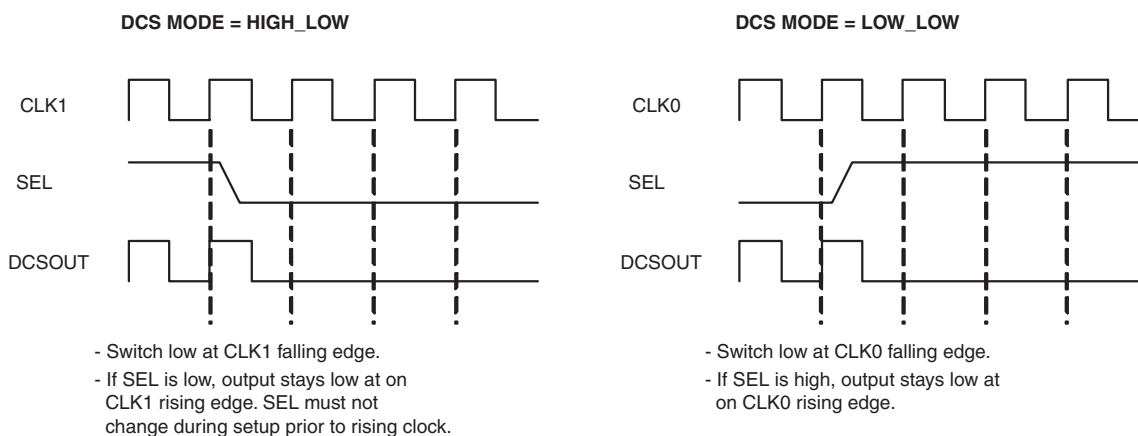 DCS MODE = HIGH_LOW
CLK1
SEL
DCSOUT
- Switch low at CLK1 falling edge.
- If SEL is low, output stays low at on
CLK1 rising edge. SEL must not
change during setup prior to rising clock.
DCS MODE = LOW_LOW
CLK0
SEL
DCSOUT
- Switch low at CLK0 falling edge.
- If SEL is high, output stays low at
on CLK0 rising edge.